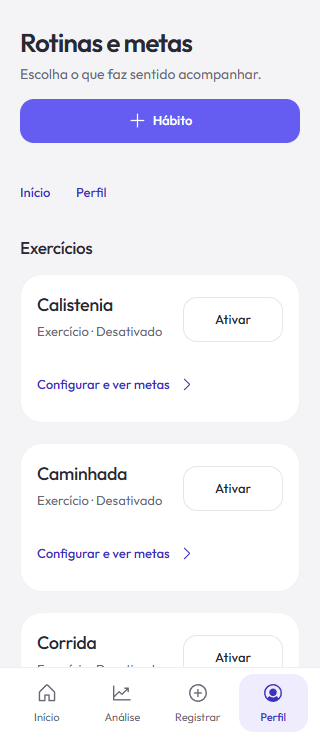 Rotinas e metas
Escolha o que faz sentido acompanhar.
Hábito
Início Perfil
Exercícios
Calistenia
Exercício · Desativado
Ativar
Configurar e ver metas
Caminhada
Exercício · Desativado
Ativar
Configurar e ver metas
Corrida
Ativar
Início Análise Registrar Perfil